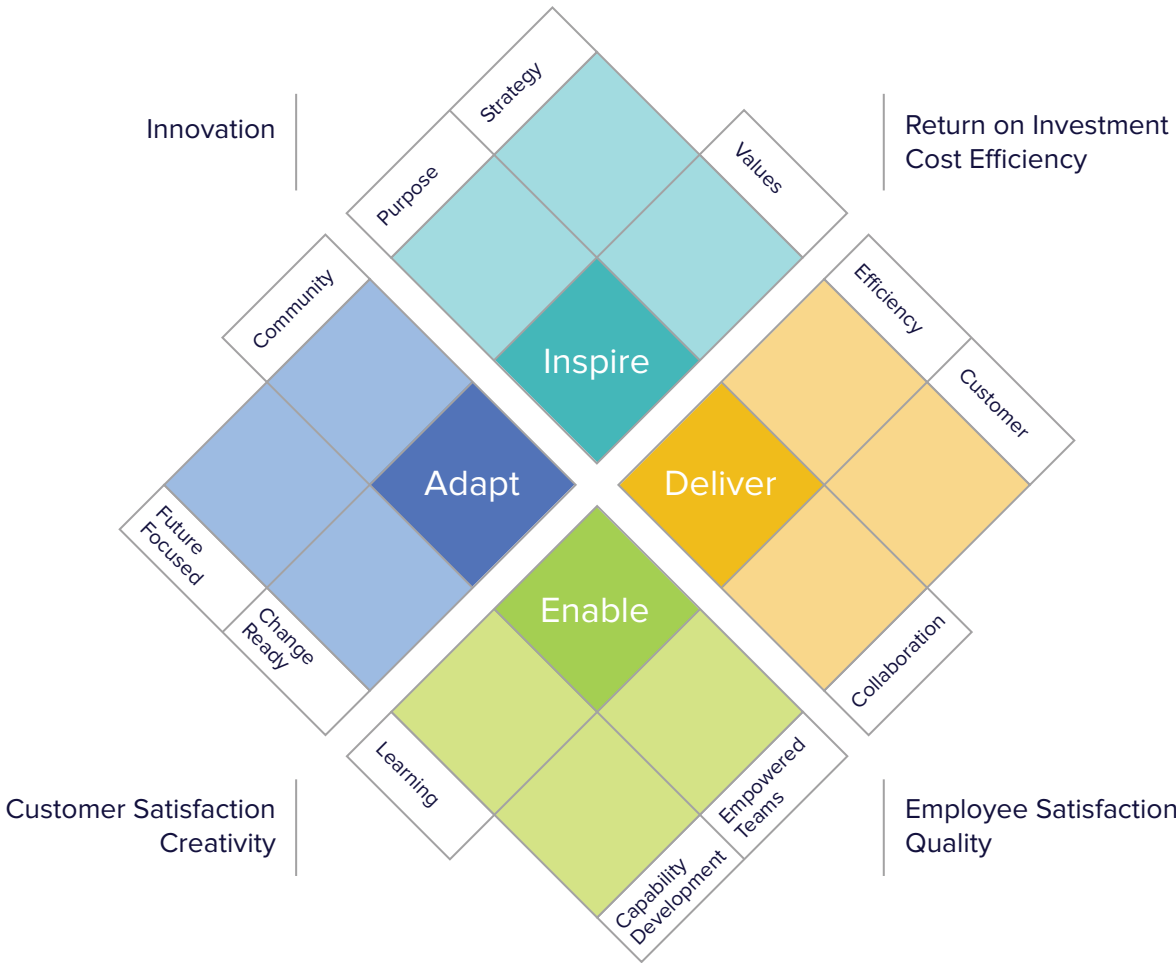 Innovation
Strategy
Purpose
Values
Return on Investment
Cost Efficiency
Community
Efficiency
Customer
Inspire
Adapt
Deliver
Future
Focused
Enable
Change
Ready
Collaboration
Learning
Empowered
Teams
Capability
Development
Customer Satisfaction
Creativity
Employee Satisfaction
Quality